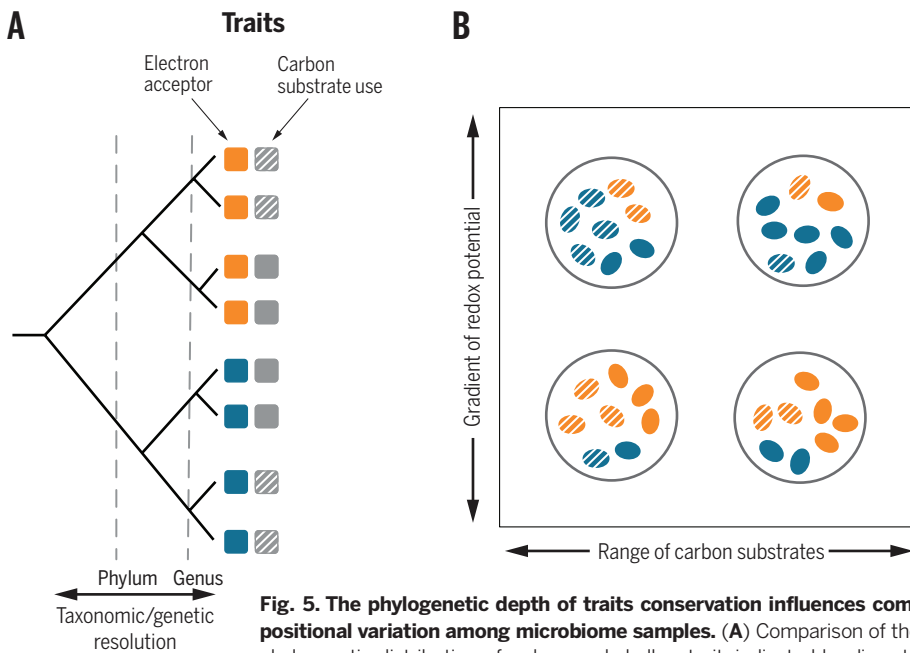 A
Traits
B
Electron
acceptor
Carbon
substrate use
Gradient of redox potential
Range of carbon substrates
Phylum
Genus
Taxonomic/genetic
resolution
Fig. 5. The phylogenetic depth of traits conservation influences com
positional variation among microbiome samples. (A) Comparison of the